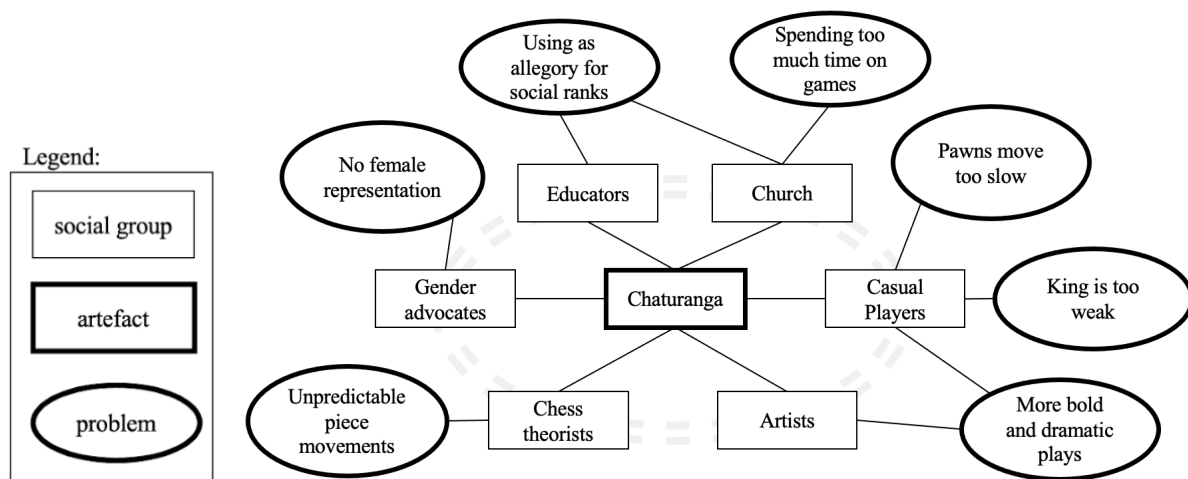 Legend:
social group
artefact
problem
Using as
allegory for
social ranks
Spending too
much time on
games
No female
representation
Pawns move
too slow
Educators
Church
Gender
advocates
Chaturanga
Casual
Players
King is too
weak
Unpredictable
piece
movements
Chess
theorists
Artists
More bold
and dramatic
plays